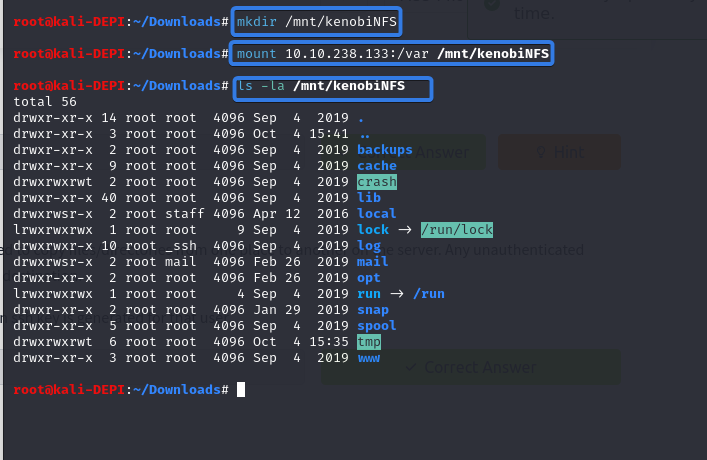 time.
root@kali-DEPI:~/Downloads# mkdir /mnt/kenobiNFS
root@kali-DEPI:~/Downloads# mount 10.10.238.133:/var /mnt/kenobiNFS
root@kali-DEPI:~/Downloads# ls -la /mnt/kenobiNFS
total 56
drwxr-xr-x 14 root root  4096 Sep  4  2019 .
drwxr-xr-x  3 root root  4096 Oct  4 15:41 ..
drwxr-xr-x  2 root root  4096 Sep  4  2019 backups
drwxr-xr-x  9 root root  4096 Sep  4  2019 cache
drwxrwxrwt  2 root root  4096 Sep  4  2019 crash
drwxr-xr-x 40 root root  4096 Sep  4  2019 lib
drwxrwsr-x  2 root staff 4096 Apr 12  2016 local
lrwxrwxrwx  1 root root     9 Sep  4  2019 lock → /run/lock
drwxrwxr-x 10 root _ssh  4096 Sep  4  2019 log
drwxrwsr-x  2 root mail  4096 Feb 26  2019 mail
drwxr-xr-x  2 root root  4096 Feb 26  2019 opt
lrwxrwxrwx  1 root root     4 Sep  4  2019 run → /run
drwxr-xr-x  2 root root  4096 Jan 29  2019 snap
drwxr-xr-x  5 root root  4096 Sep  4  2019 spool
drwxrwxrwt  6 root root  4096 Oct  4 15:35 tmp
drwxr-xr-x  3 root root  4096 Sep  4  2019 www
root@kali-DEPI:~/Downloads#
Answer
Hint
the server. Any unauthenticated
Correct Answer